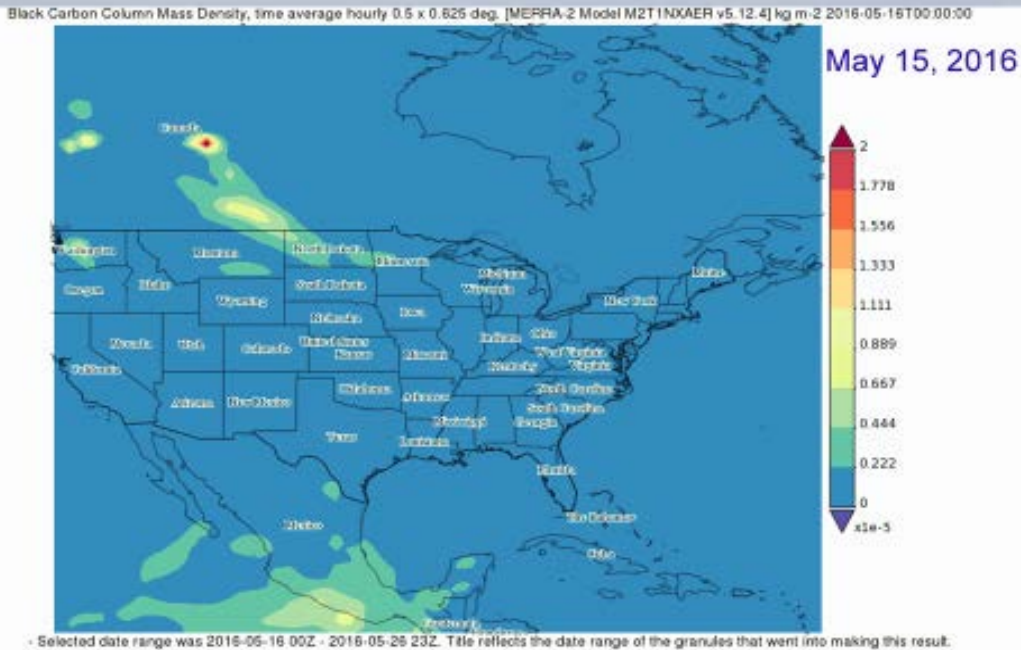 Black Carbon Column Mass Density, time average hourly 0.5 x 0.625 deg. [MERRA-2 Model M2T1NXAER v5.12.4] kg m-2 2016-05-16T00:00:00
May 15, 2016
Canada
2
1.778
1.556
1.333
1.111
0.889
0.667
0.444
0.222
0
x1e-5
Washington
Montana
North Dakota
Minnesota
Maine
Oregon
Idaho
Wyoming
South Dakota
Michigan
Wisconsin
New York
Nebraska
Iowa
Nevada
Utah
Colorado
United States
Kansas
Missouri
Indiana
Ohio
West Virginia
Virginia
Kentucky
California
Arizona
New Mexico
Oklahoma
Arkansas
North Carolina
South Carolina
Mississippi
Georgia
Texas
Louisiana
Florida
Mexico
The Bahamas
Cuba
- Selected date range was 2016-05-16 00Z - 2016-05-26 23Z. Title reflects the date range of the granules that went into making this result.